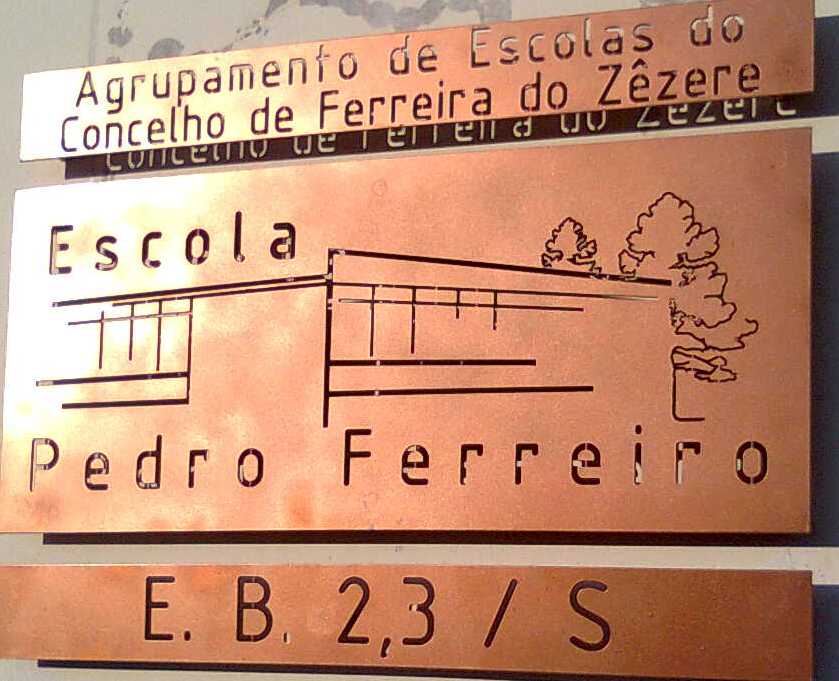 Agrupamento de Escolas do
Concelho de Ferreira do Zêzere
Escola
Pedro Ferreiro
E. B. 2,3 / S